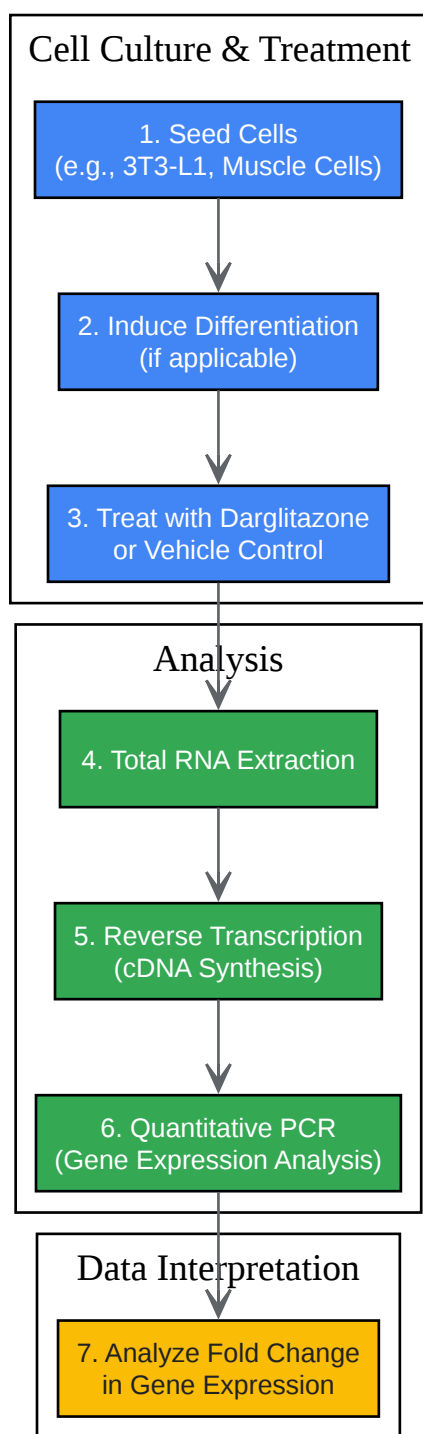 Cell Culture & Treatment
1. Seed Cells
(e.g., 3T3-L1, Muscle Cells)
2. Induce Differentiation
(if applicable)
3. Treat with Darglitazone
or Vehicle Control
Analysis
4. Total RNA Extraction
5. Reverse Transcription
(cDNA Synthesis)
6. Quantitative PCR
(Gene Expression Analysis)
Data Interpretation
7. Analyze Fold Change
in Gene Expression